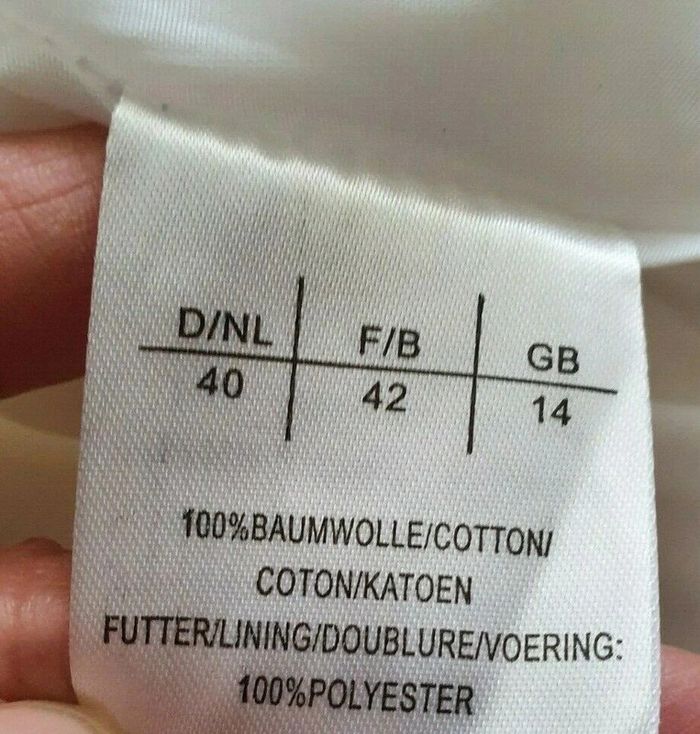 D/NL F/B GB
40 42 14
100%BAUMWOLLE/COTTON/
COTON/KATOEN
FUTTER/LINING/DOUBLURE/VOERING:
100%POLYESTER